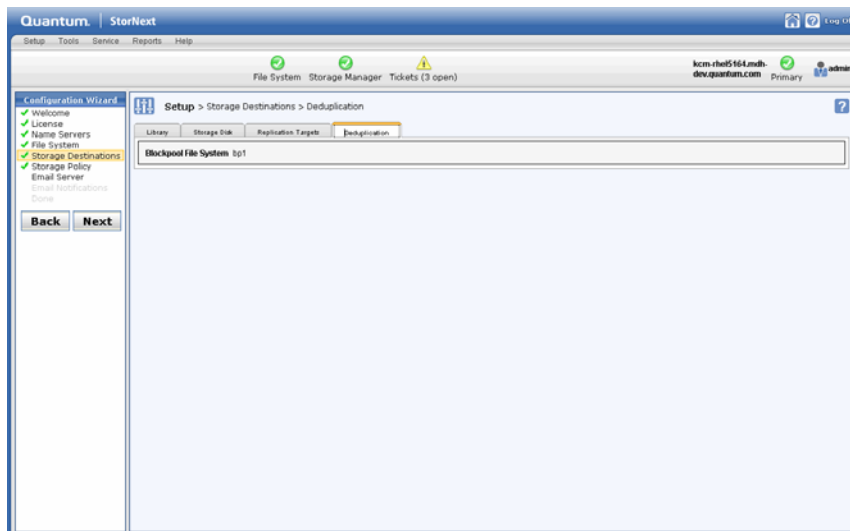 Quantum. | StorNext
Log O
Setup Tools Service Reports Help
File System Storage Manager Tickets (3 open)
kcm-rhel5164.mdh-
dev.quantum.com Primary admin
Configuration Wizard
Welcome
License
Name Servers
File System
Storage Destinations
Storage Policy
Email Server
Email Notifications
Done
Back Next
Setup > Storage Destinations > Deduplication
Library Storage Disk Replication Targets Deduplication
Blockpool File System bp1